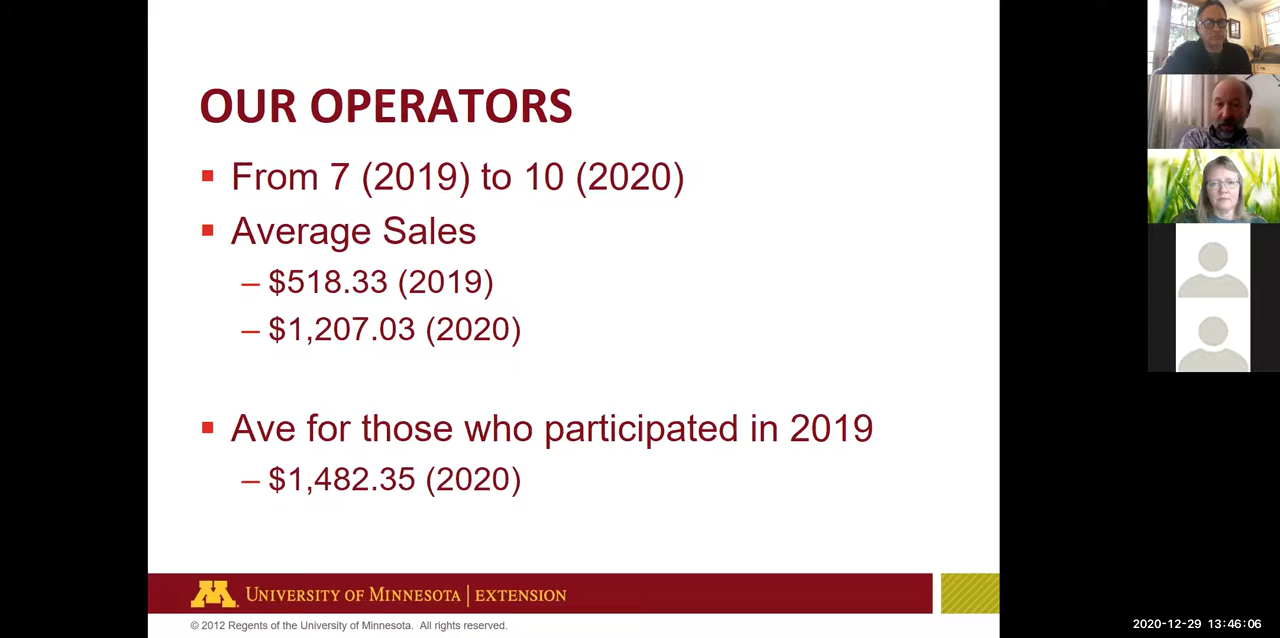 OUR OPERATORS
▪ From 7 (2019) to 10 (2020)
▪ Average Sales
– $518.33 (2019)
– $1,207.03 (2020)
▪ Ave for those who participated in 2019
– $1,482.35 (2020)
M UNIVERSITY OF MINNESOTA | EXTENSION
© 2012 Regents of the University of Minnesota. All rights reserved.
2020-12-29 13:46:06